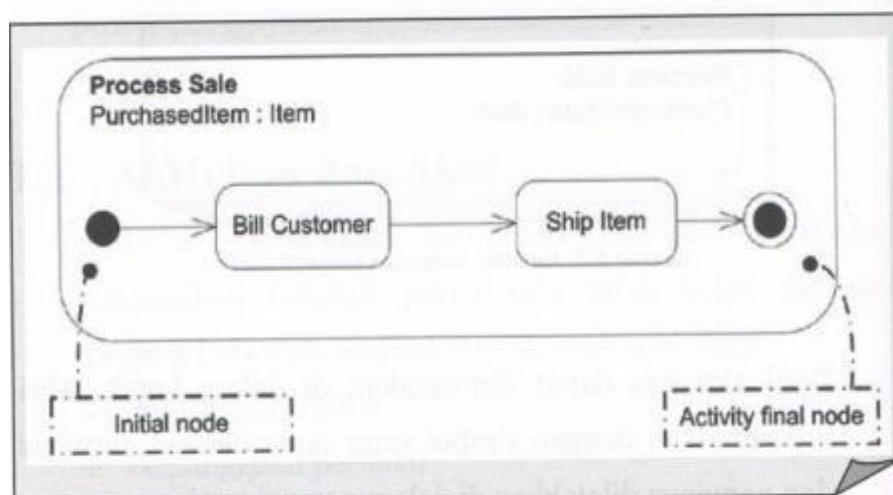 Process Sale
PurchasedItem : Item
Bill Customer
Ship Item
Initial node
Activity final node